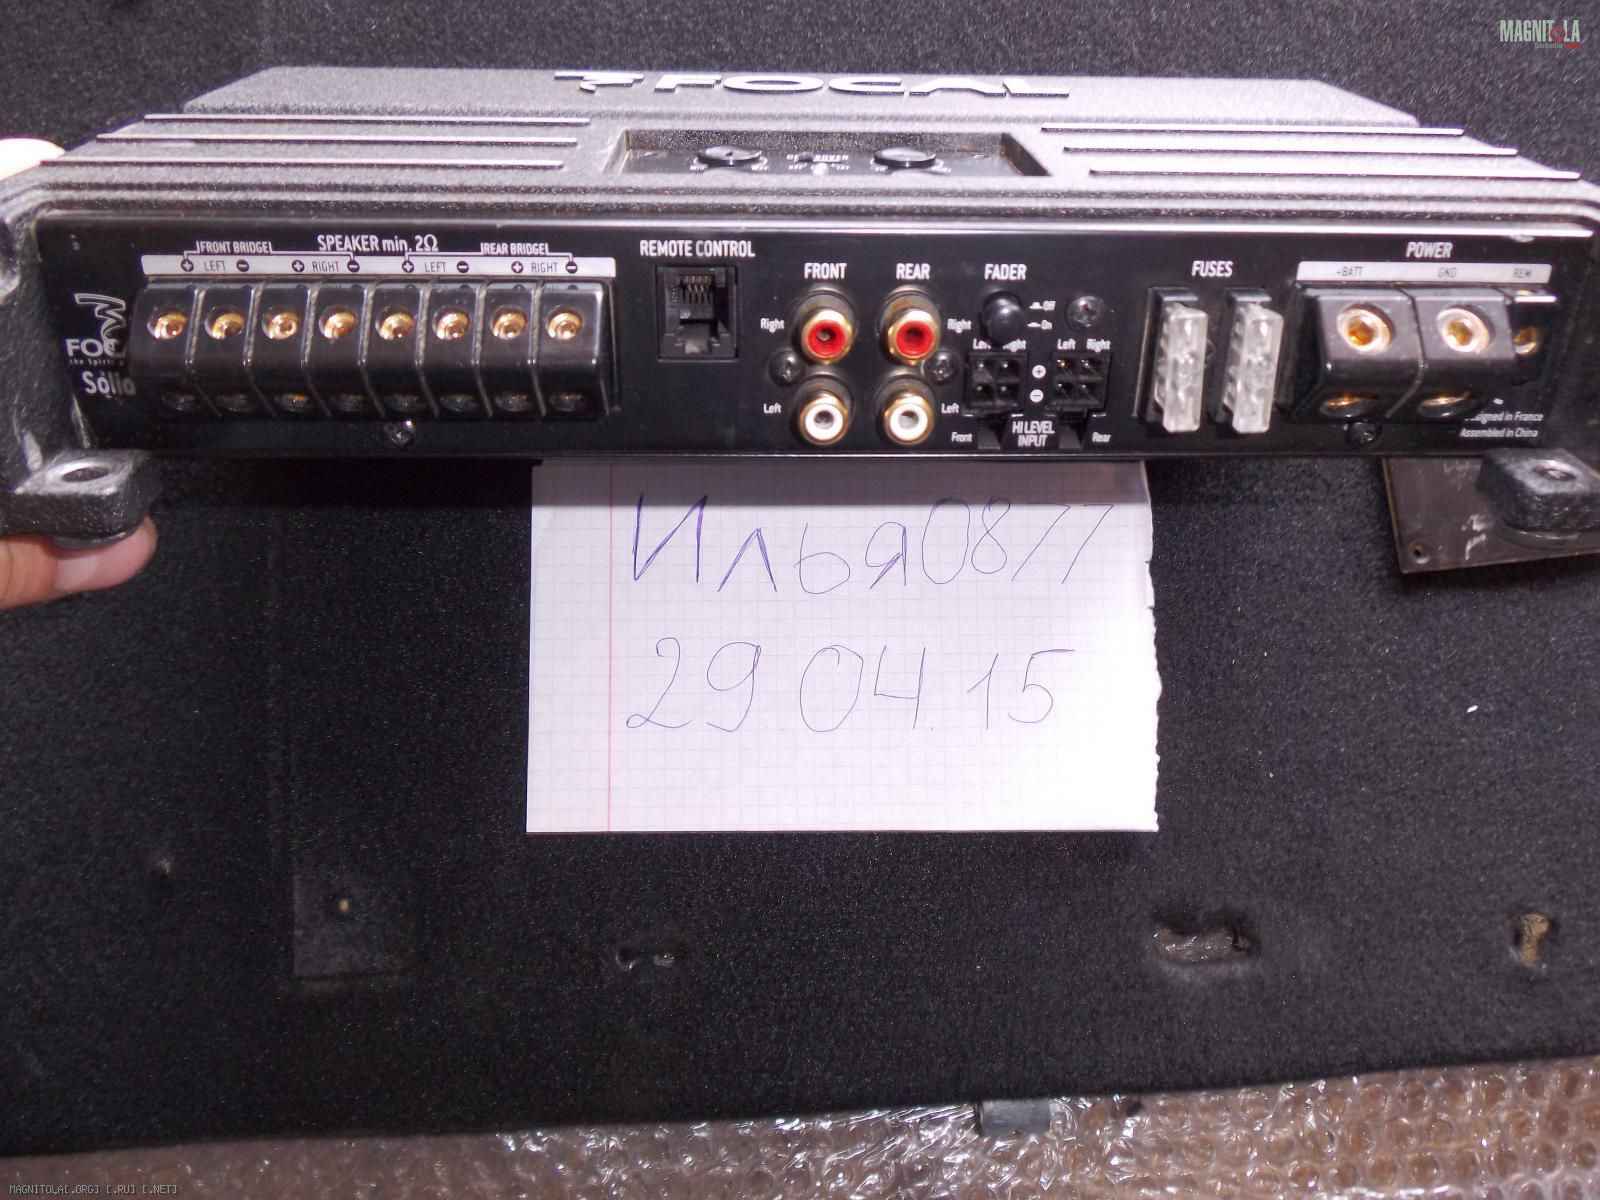 MAGNITOLA
FOCAL
[FRONT BRIDGE] SPEAKER min. 2Ω [REAR BRIDGE]
+ LEFT − + RIGHT − + LEFT − + RIGHT −
REMOTE CONTROL
FRONT REAR FADER
Right Right Off
On
Left Right Left Right
+
−
Left Left
Front HI LEVEL INPUT Rear
FUSES
POWER
+BATT GND REM
Designed in France
Assembled in China
Илья0877
29.04.15
MAGNITOLA[.ORG] [.RU] [.NET]